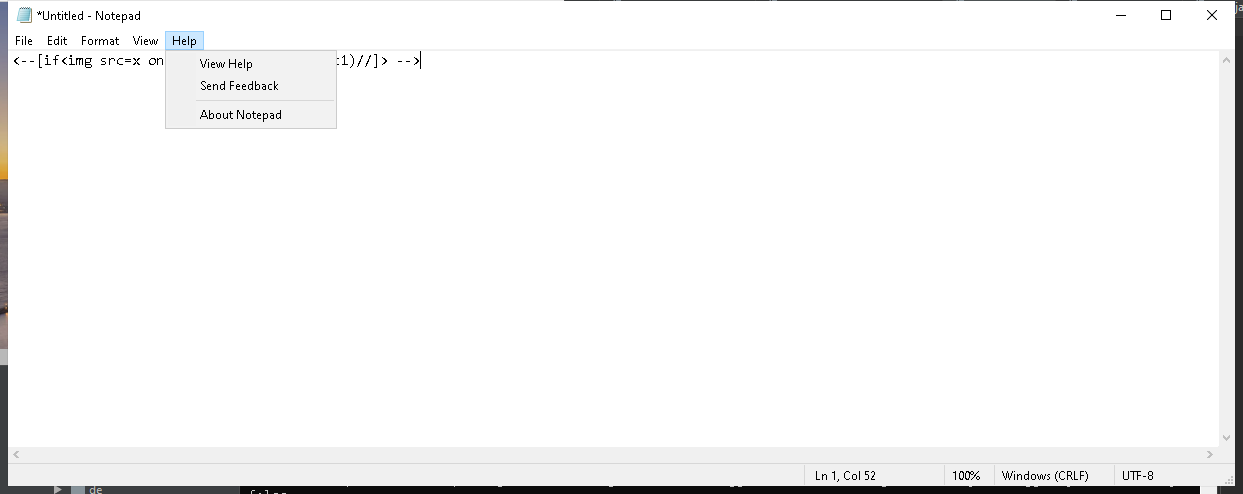 *Untitled - Notepad
File Edit Format View Help
<--[if<img src=x on
1)//]> -->
View Help
Send Feedback
About Notepad
Ln 1, Col 52
100%
Windows (CRLF)
UTF-8
de